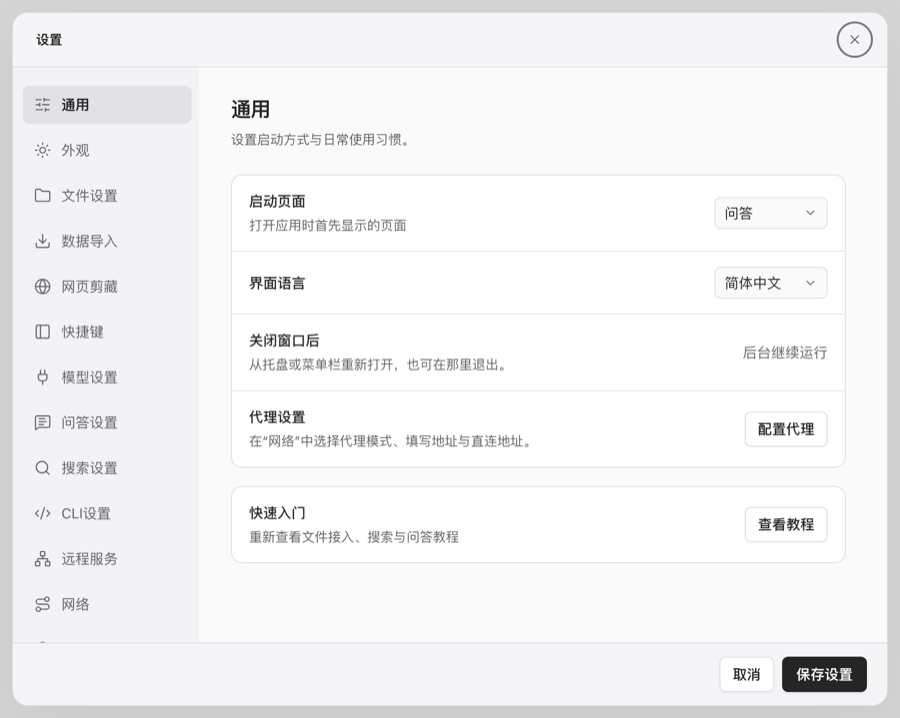 设置
通用
外观
文件设置
数据导入
网页剪藏
快捷键
模型设置
问答设置
搜索设置
CLI设置
远程服务
网络
通用
设置启动方式与日常使用习惯。
启动页面
打开应用时首先显示的页面
问答
界面语言
简体中文
关闭窗口后
从托盘或菜单栏重新打开，也可在那里退出。
后台继续运行
代理设置
在“网络”中选择代理模式、填写地址与直连地址。
配置代理
快速入门
重新查看文件接入、搜索与问答教程
查看教程
取消
保存设置